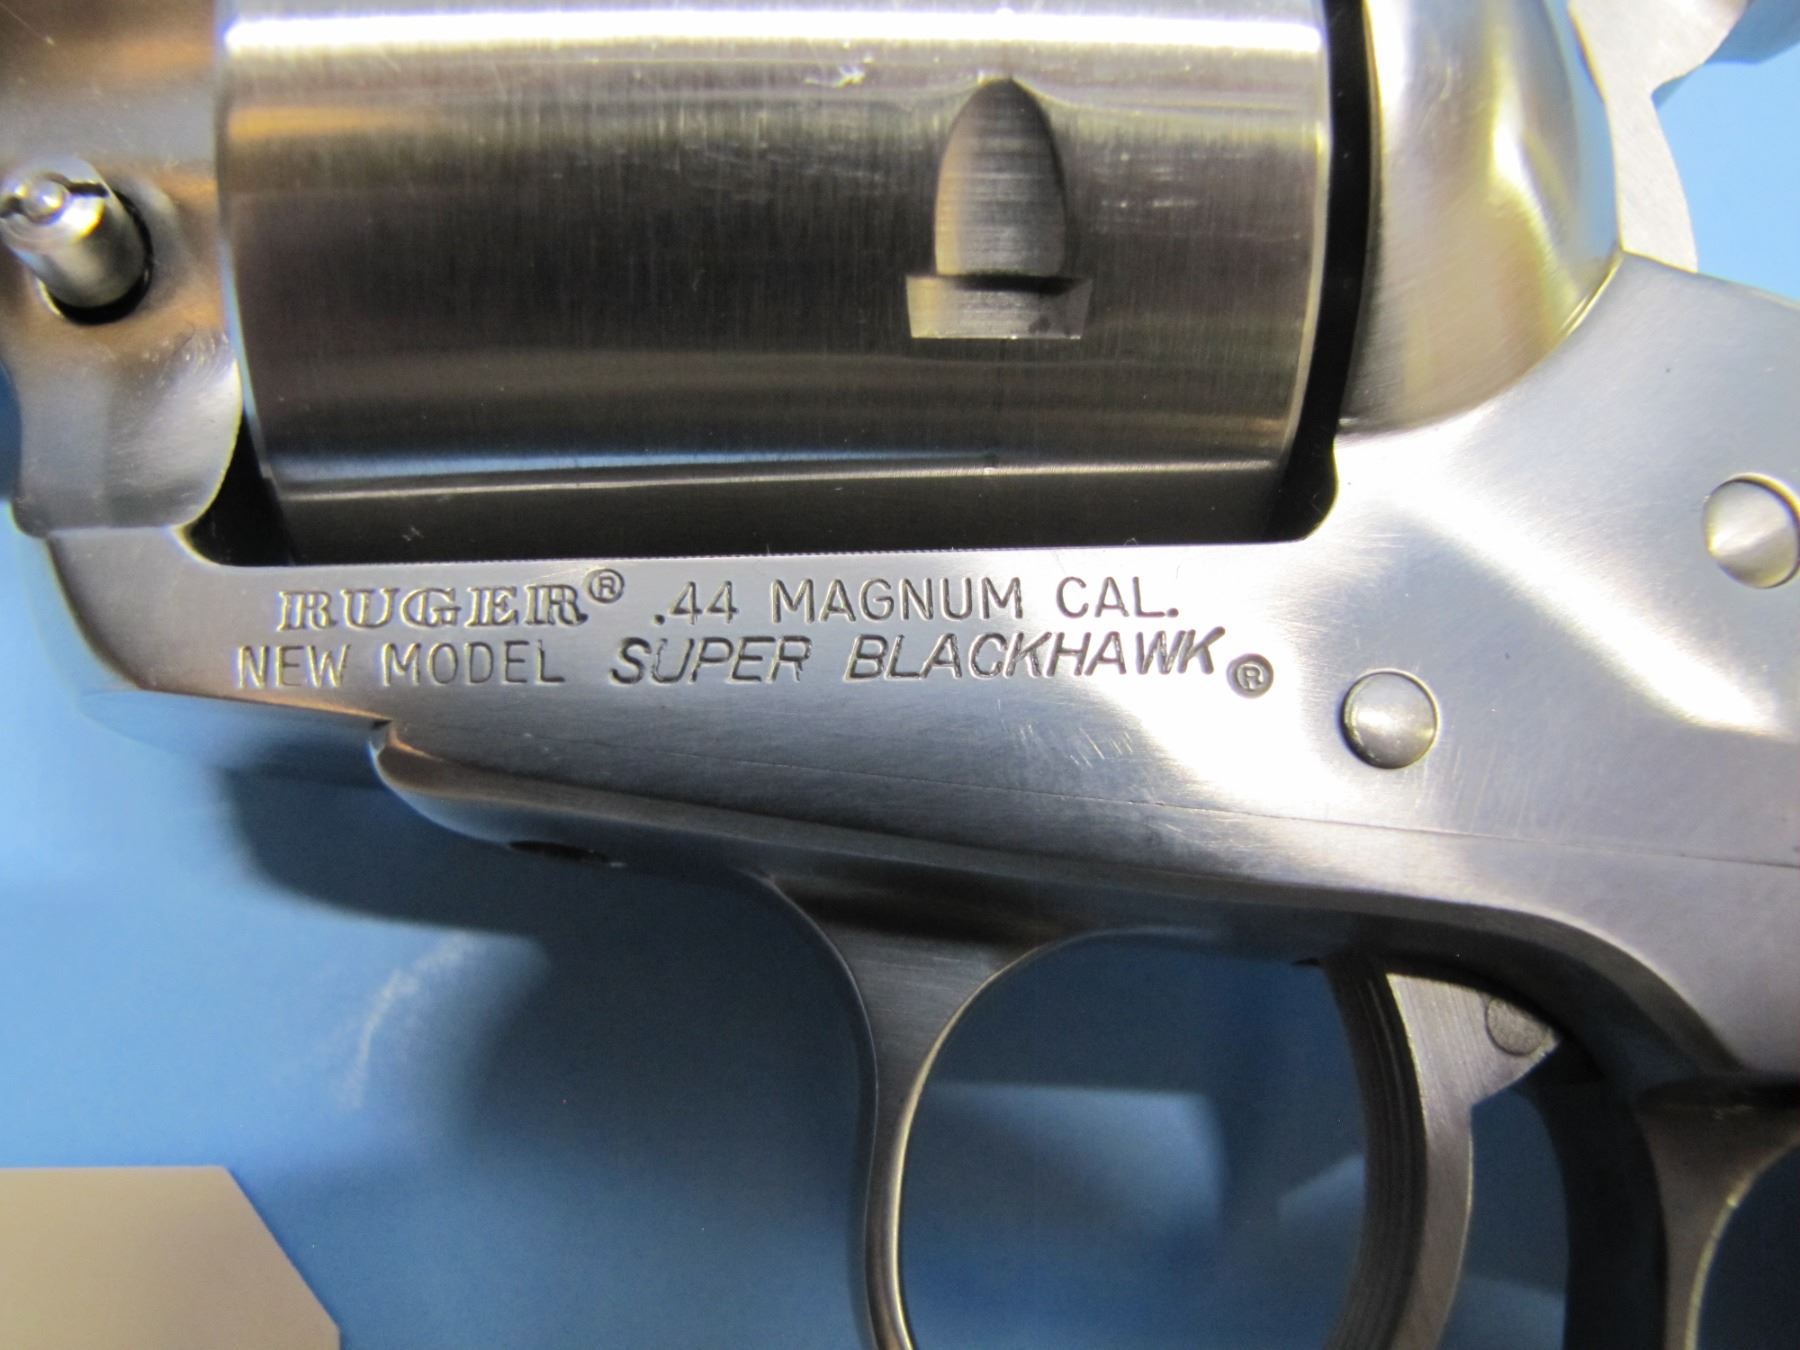 RUGER® .44 MAGNUM CAL.
NEW MODEL SUPER BLACKHAWK®